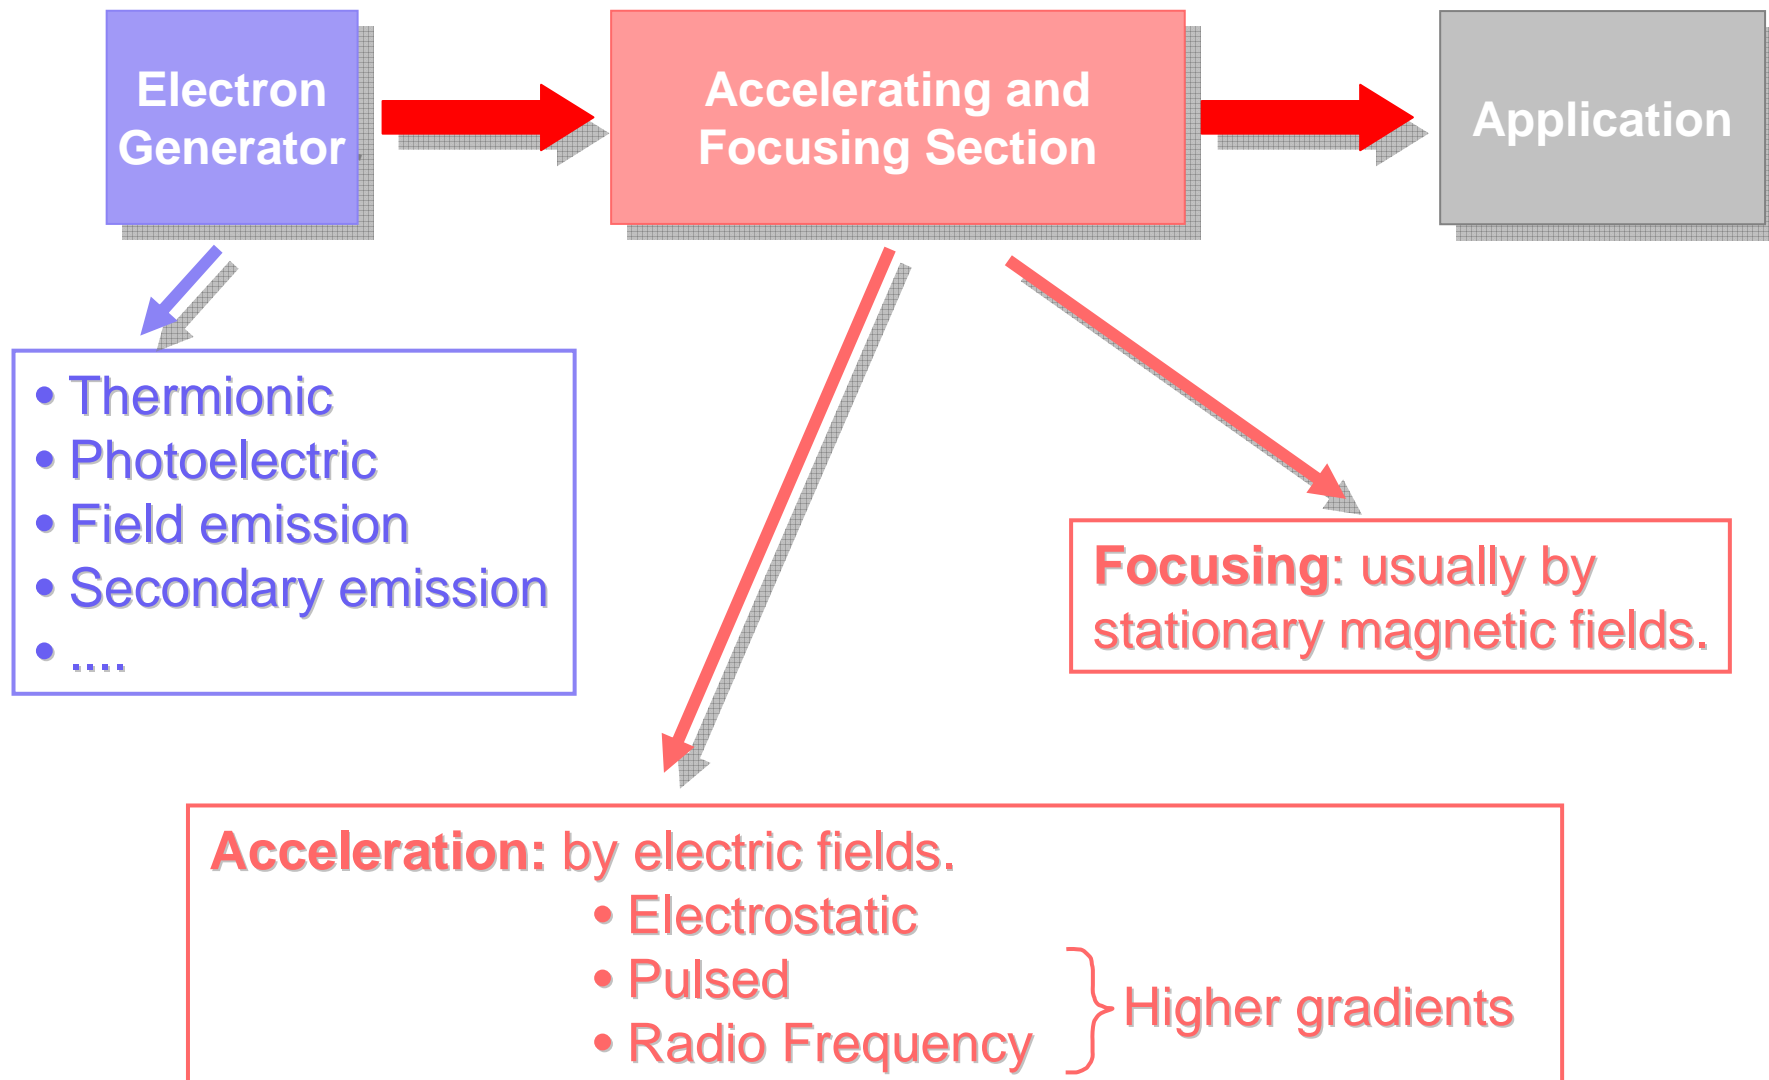 Electron
Generator
Accelerating and
Focusing Section
Application
• Thermionic
• Photoelectric
• Field emission
• Secondary emission
• ....
Focusing: usually by
stationary magnetic fields.
Acceleration: by electric fields.
• Electrostatic
• Pulsed
• Radio Frequency
Higher gradients